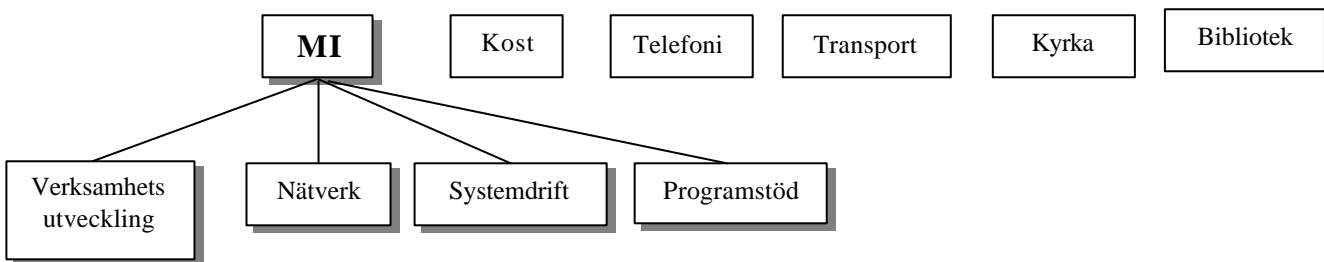 MI
Kost
Telefoni
Transport
Kyrka
Bibliotek
Verksamhets
utveckling
Nätverk
Systemdrift
Programstöd